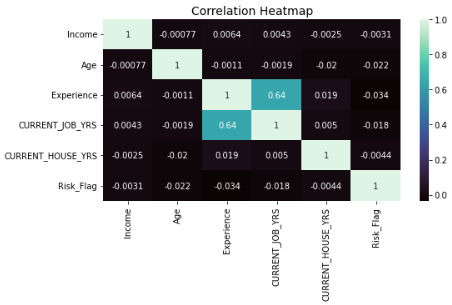 Correlation Heatmap
Income 1 -0.00077 0.0064 0.0043 -0.0025 -0.0031
Age -0.00077 1 -0.0011 -0.0019 -0.02 -0.022
Experience 0.0064 -0.0011 1 0.64 0.019 -0.034
CURRENT_JOB_YRS 0.0043 -0.0019 0.64 1 0.005 -0.018
CURRENT_HOUSE_YRS -0.0025 -0.02 0.019 0.005 1 -0.0044
Risk_Flag -0.0031 -0.022 -0.034 -0.018 -0.0044 1
Income
Age
Experience
CURRENT_JOB_YRS
CURRENT_HOUSE_YRS
Risk_Flag
1.0
0.8
0.6
0.4
0.2
0.0